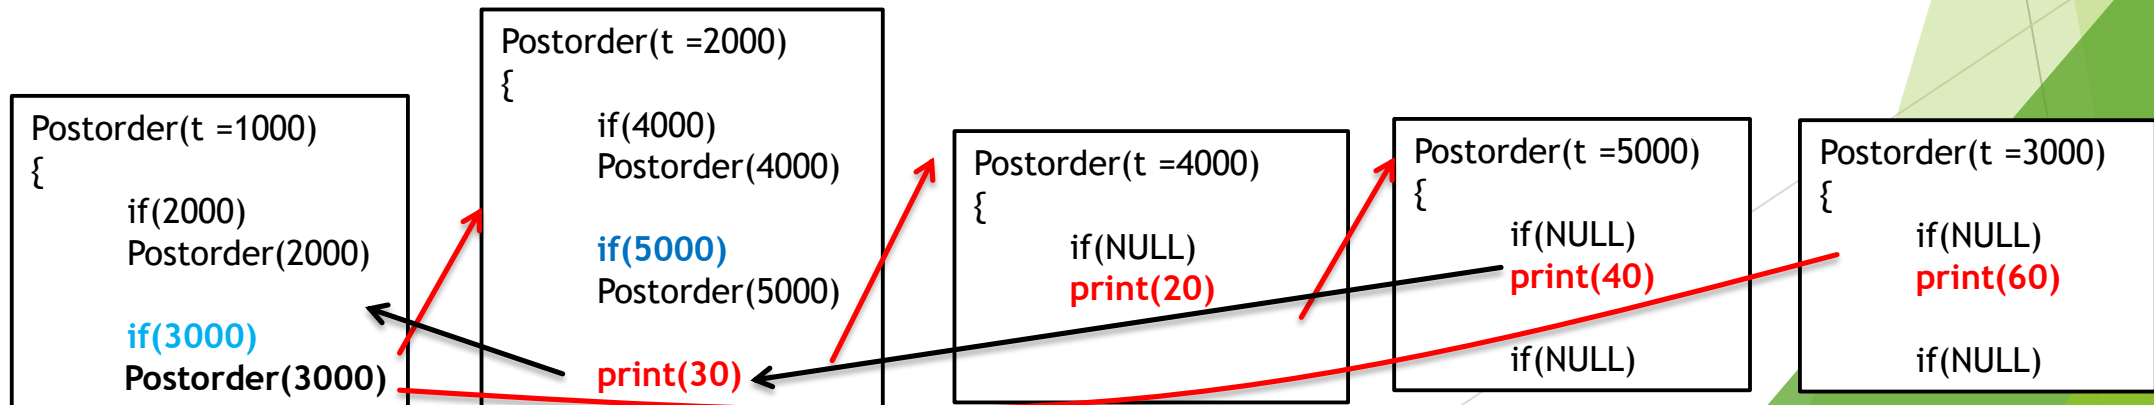 Postorder(t =1000)
{
if(2000)
Postorder(2000)
if(3000)
Postorder(3000)
Postorder(t =2000)
{
if(4000)
Postorder(4000)
if(5000)
Postorder(5000)
print(30)
Postorder(t =4000)
{
if(NULL)
print(20)
Postorder(t =5000)
{
if(NULL)
print(40)
if(NULL)
Postorder(t =3000)
{
if(NULL)
print(60)
if(NULL)